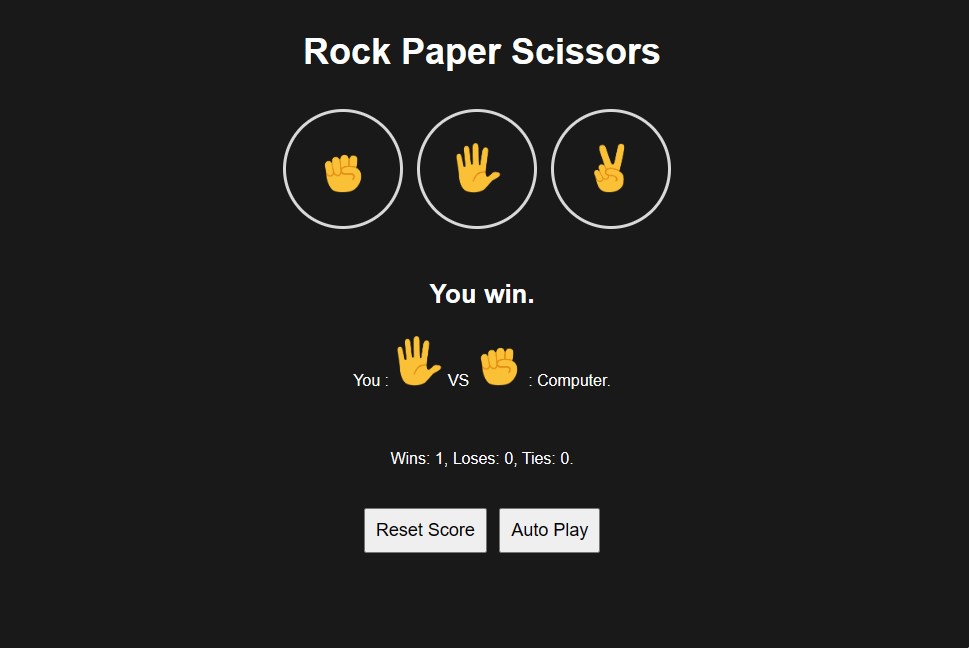 Rock Paper Scissors
You win.
You : VS : Computer.
Wins: 1, Loses: 0, Ties: 0.
Reset Score Auto Play